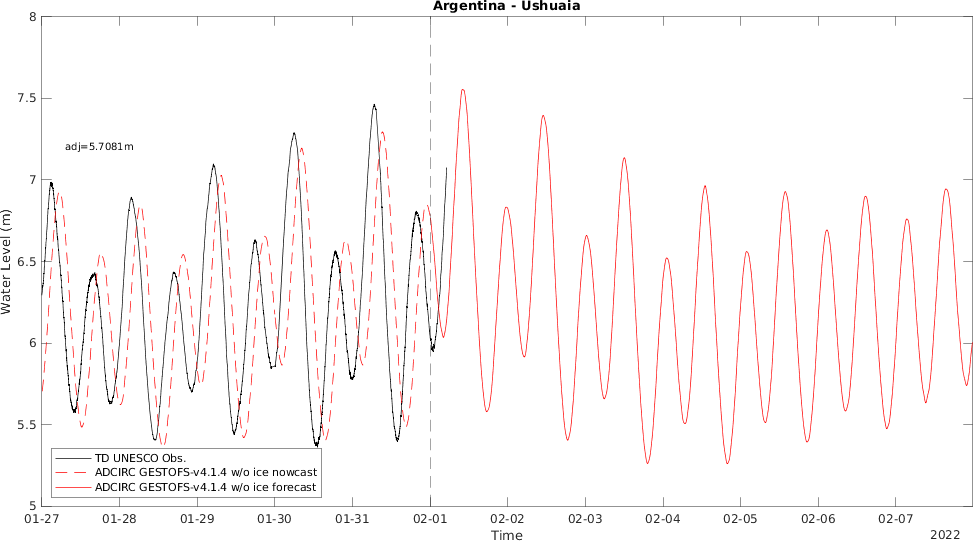 Argentina - Ushuaia
8
7.5
7
6.5
6
5.5
5
Water Level (m)
adj=5.7081m
TD UNESCO Obs.
ADCIRC GESTOFS-v4.1.4 w/o ice nowcast
ADCIRC GESTOFS-v4.1.4 w/o ice forecast
01-27 01-28 01-29 01-30 01-31 02-01 02-02 02-03 02-04 02-05 02-06 02-07
Time
2022